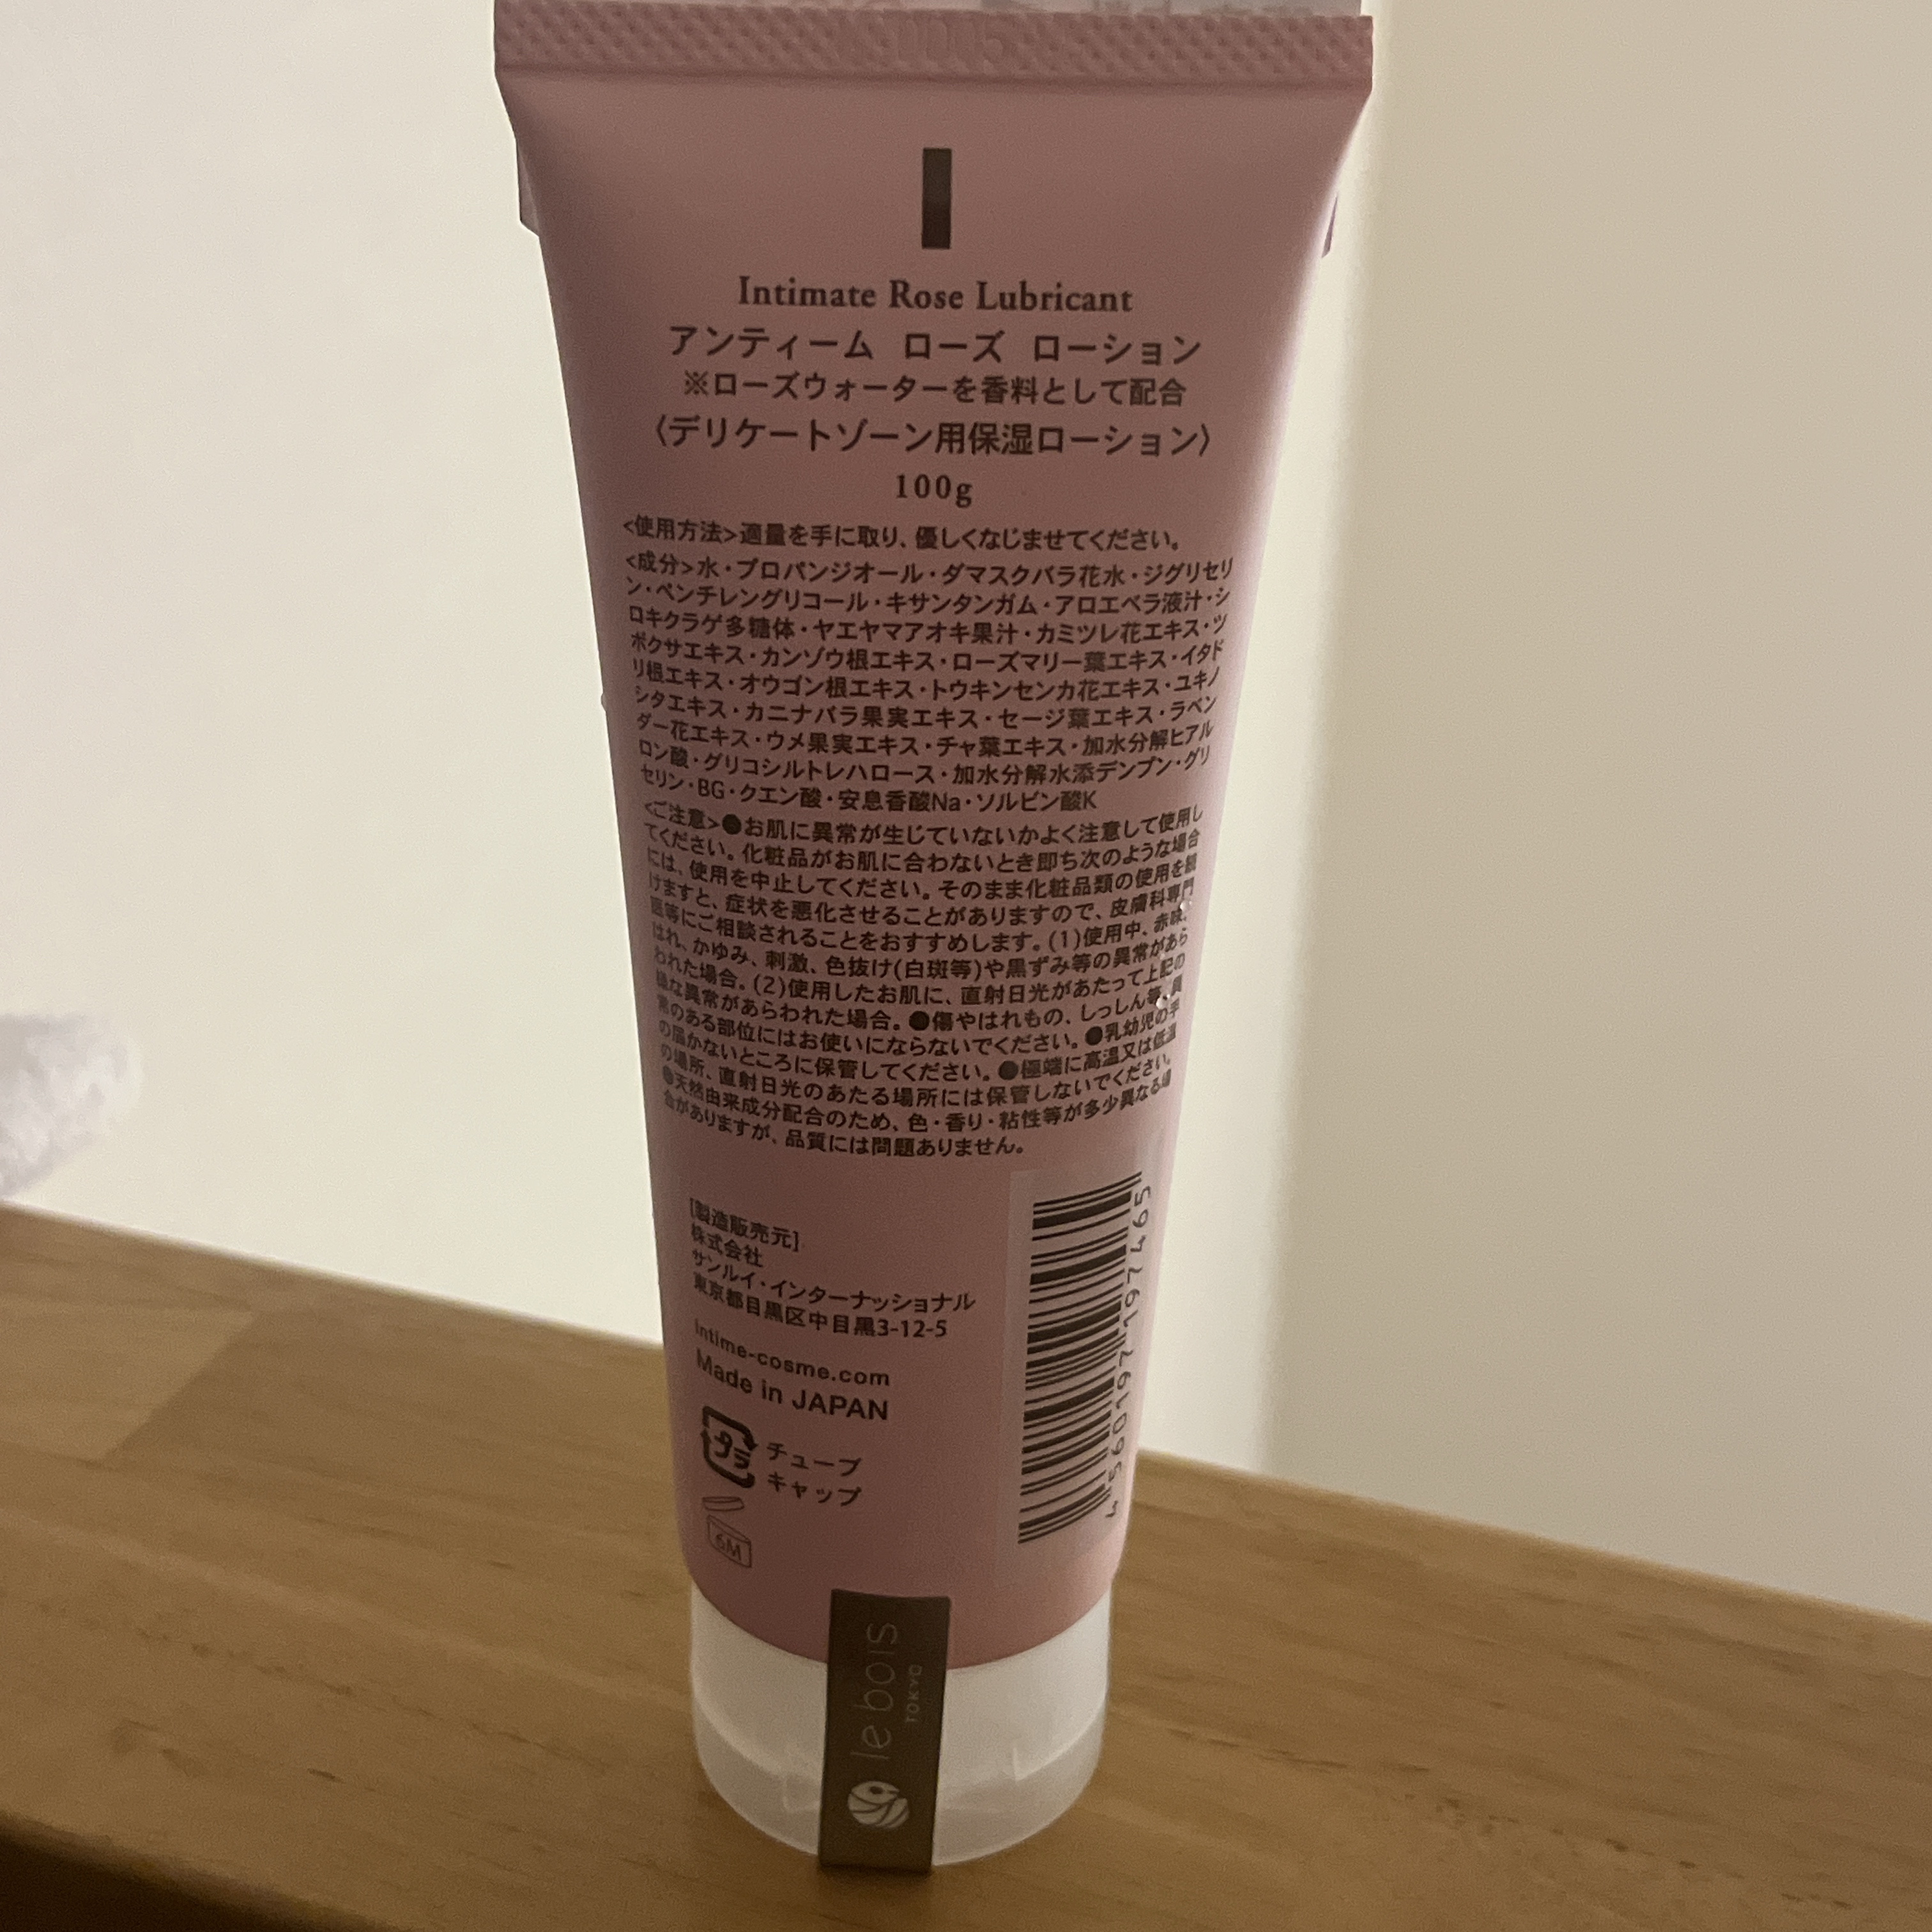 Intimate Rose Lubricant
アンティーム ローズ ローション
※ローズウォーターを香料として配合
〈デリケートゾーン用保湿ローション〉
100g
<使用方法>適量を手に取り、優しくなじませてください。
<成分>水・プロパンジオール・ダマスクバラ花水・ジグリセリ
ン・ペンチレングリコール・キサンタンガム・アロエベラ液汁・シ
ロキクラゲ多糖体・ヤエヤマアオキ果汁・カミツレ花エキス・ツ
ボクサエキス・カンゾウ根エキス・ローズマリー葉エキス・イタド
リ根エキス・オウゴン根エキス・トウキンセンカ花エキス・ユキノ
シタエキス・カニナバラ果実エキス・セージ葉エキス・ラベン
ダー花エキス・ウメ果実エキス・チャ葉エキス・加水分解ヒアル
ロン酸・グリコシルトレハロース・加水分解水添デンプン・グリ
セリン・BG・クエン酸・安息香酸Na・ソルビン酸K
<ご注意>●お肌に異常が生じていないかよく注意して使用し
てください。化粧品がお肌に合わないとき即ち次のような場合
には、使用を中止してください。そのまま化粧品類の使用を続
けますと、症状を悪化させることがありますので、皮膚科専門
医等にご相談されることをおすすめします。(1)使用中、赤味、
はれ、かゆみ、刺激、色抜け(白斑等)や黒ずみ等の異常があら
われた場合。(2)使用したお肌に、直射日光があたって上記の
様な異常があらわれた場合。●傷やはれもの、しっしん等、異
常のある部位にはお使いにならないでください。●乳幼児の手
の届かないところに保管してください。●極端に高温又は低温
の場所、直射日光のあたる場所には保管しないでください。
●天然由来成分配合のため、色・香り・粘性等が多少異なる場
合がありますが、品質には問題ありません。
[製造販売元]
株式会社
サンルイ・インターナッショナル
東京都目黒区中目黒3-12-5
intime-cosme.com
Made in JAPAN
プラ
チューブ
キャップ
6M
4560197197465
le bois
TOKYO